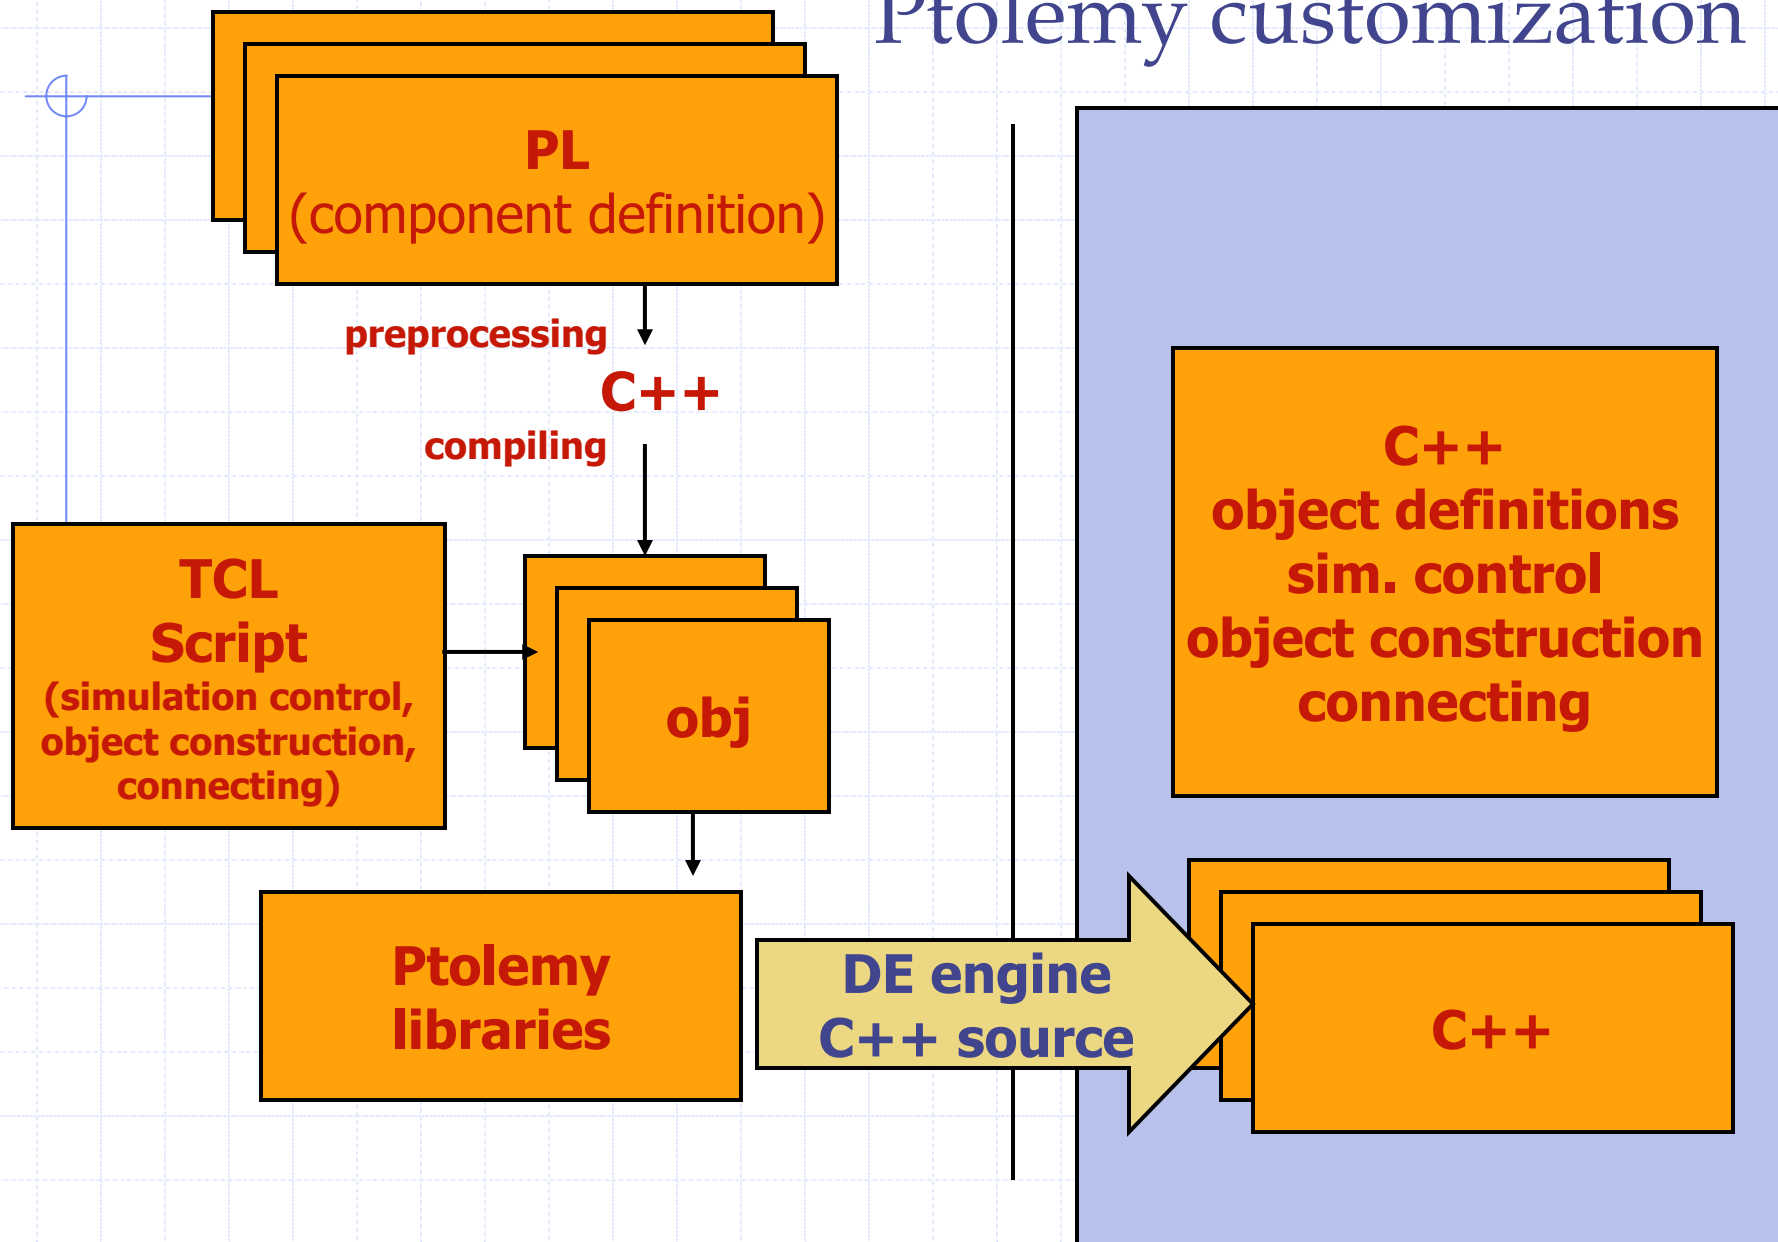 Ptolemy customization
PL
(component definition)
preprocessing
C++
compiling
TCL
Script
(simulation control,
object construction,
connecting)
obj
Ptolemy
libraries
DE engine
C++ source
C++
object definitions
sim. control
object construction
connecting
C++